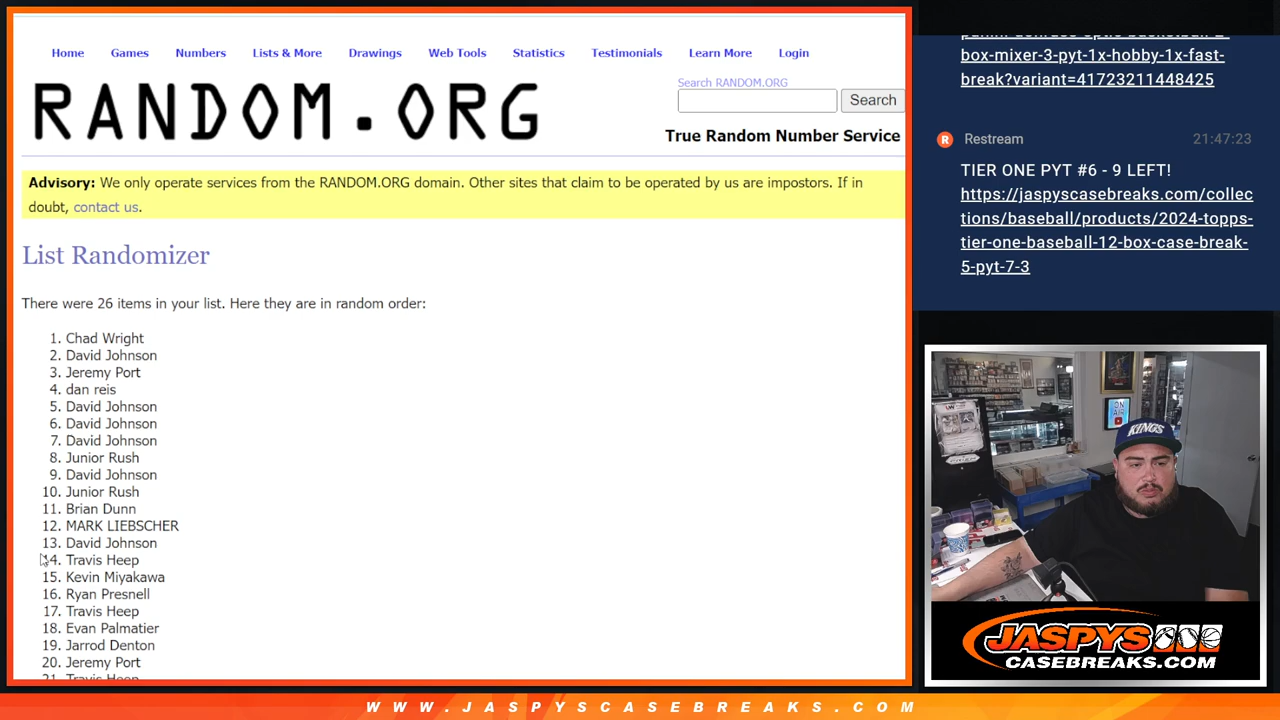 Home Games Numbers Lists & More Drawings Web Tools Statistics Testimonials Learn More Login
RANDOM.ORG
Search RANDOM.ORG
Search
True Random Number Service
Advisory: We only operate services from the RANDOM.ORG domain. Other sites that claim to be operated by us are impostors. If in
doubt, contact us.
List Randomizer
There were 26 items in your list. Here they are in random order:
1. Chad Wright
2. David Johnson
3. Jeremy Port
4. dan reis
5. David Johnson
6. David Johnson
7. David Johnson
8. Junior Rush
9. David Johnson
10. Junior Rush
11. Brian Dunn
12. MARK LIEBSCHER
13. David Johnson
14. Travis Heep
15. Kevin Miyakawa
16. Ryan Presnell
17. Travis Heep
18. Evan Palmatier
19. Jarrod Denton
20. Jeremy Port
21. Travis Heep
box-mixer-3-pyt-1x-hobby-1x-fast-
break?variant=41723211448425
Restream 21:47:23
TIER ONE PYT #6 - 9 LEFT!
https://jaspyscasebreaks.com/collec
tions/baseball/products/2024-topps-
tier-one-baseball-12-box-case-break-
5-pyt-7-3
ON
AIR
KINGS
JASPYS
CASEBREAKS.COM
WWW.JASPYSCASEBREAKS.COM